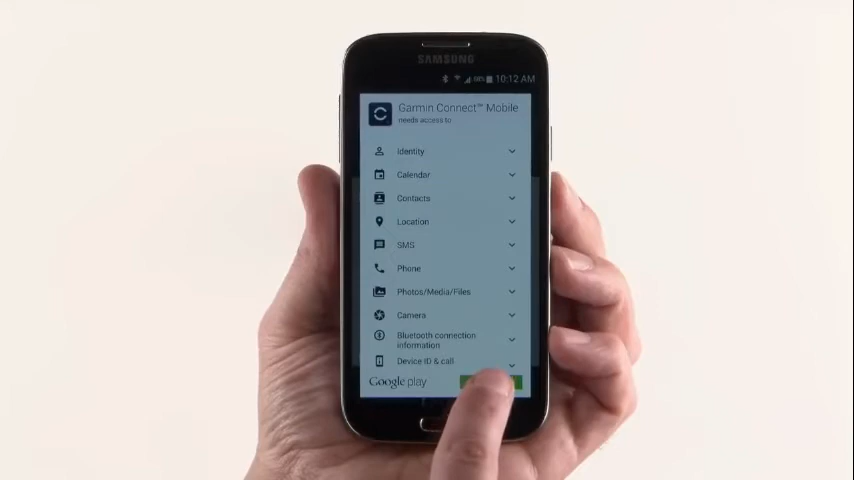 SAMSUNG
10:12 AM
Garmin Connect™ Mobile
needs access to
Identity
Calendar
Contacts
Location
SMS
Phone
Photos/Media/Files
Camera
Bluetooth connection
information
Device ID & call
Google play